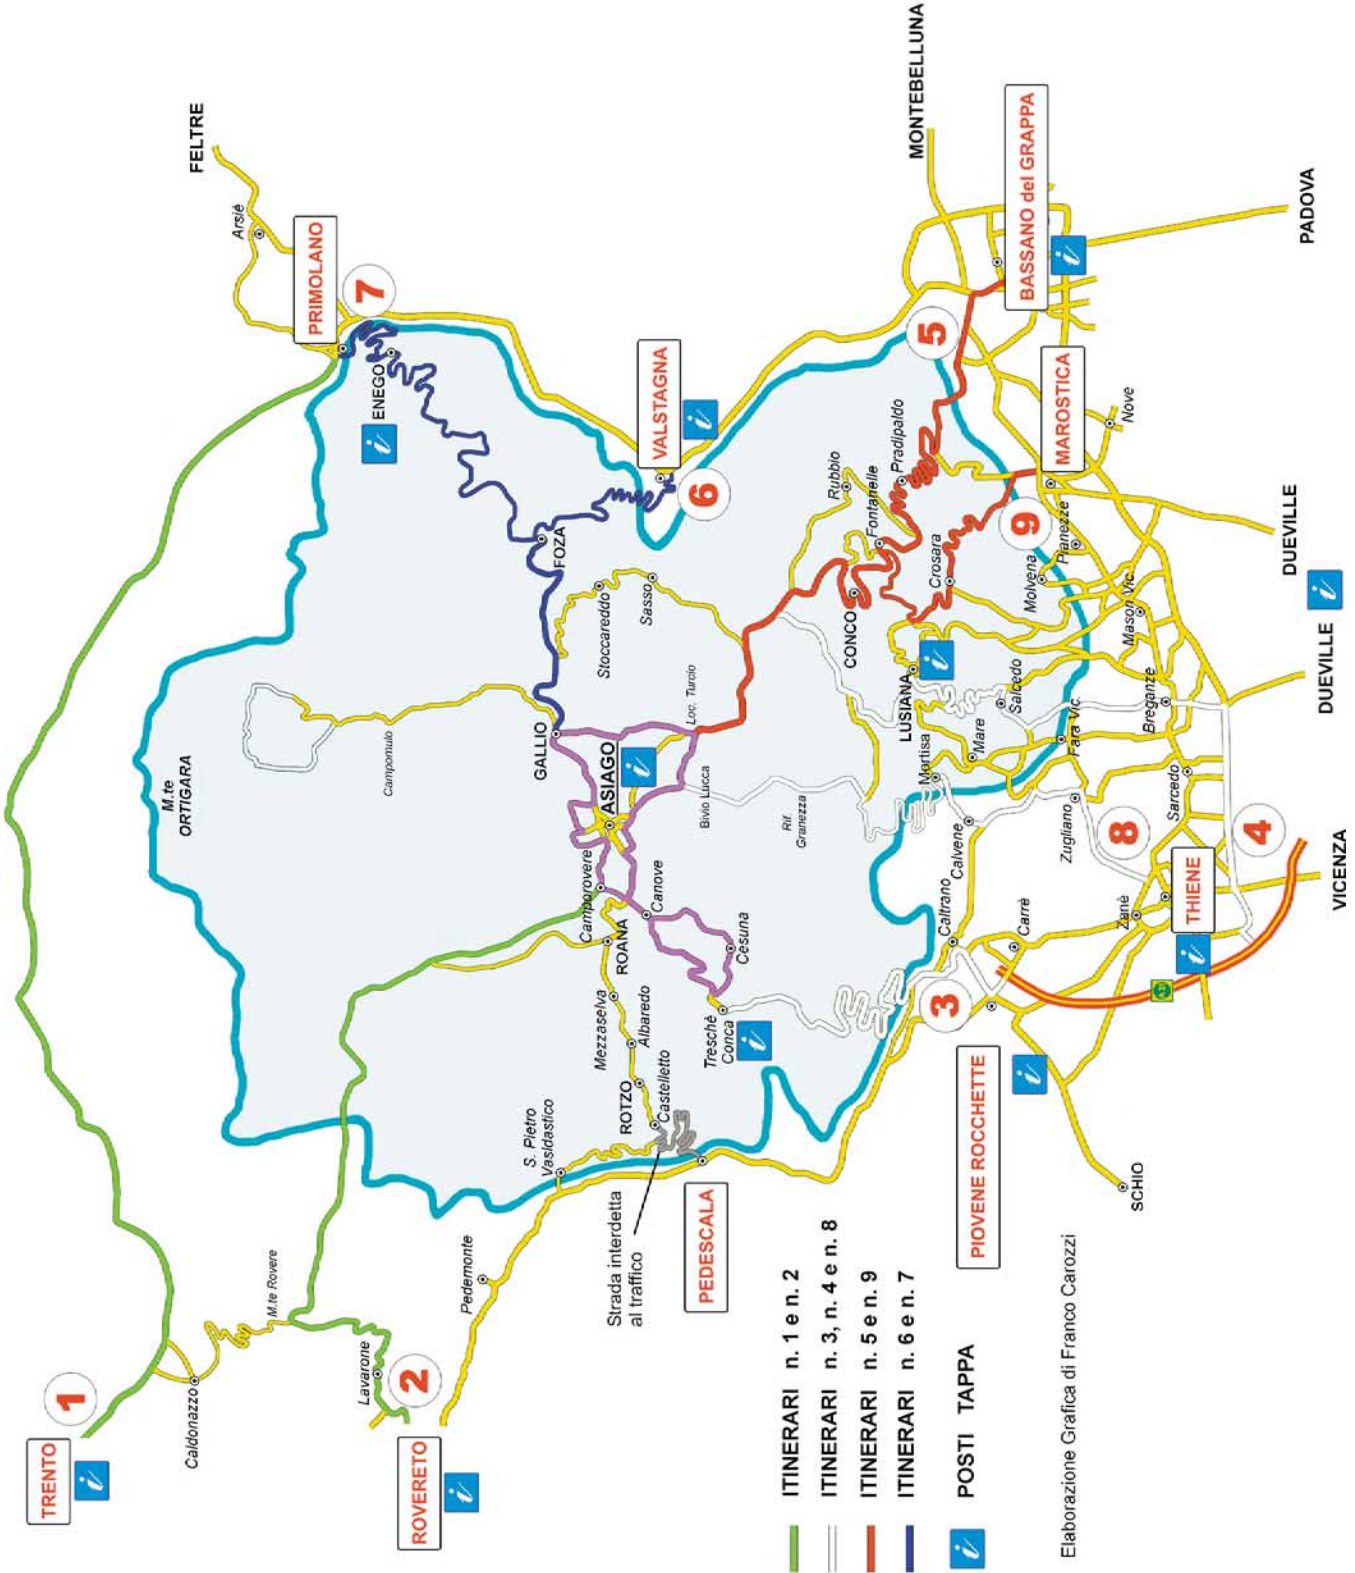 TRENTO
i
1
Caldonazzo
ROVERETO
i
2
Lavarone
M.te Rovere
Pedemonte
FELTRE
Arsiè
PRIMOLANO
7
ENEGO
i
M.te
ORTIGARA
Campomulo
GALLIO
FOZA
Stoccareddo
Sasso
VALSTAGNA
i
6
ASIAGO
i
Loc. Turcio
Bivio Lucca
Rif.
Granezza
Camporovere
Canove
ROANA
Cesuna
Mezzaselva
Albaredo
ROTZO
Castelletto
Treschè
Conca
i
S. Pietro
Vasldastico
Strada interdetta
al traffico
PEDESCALA
MONTEBELLUNA
BASSANO del GRAPPA
i
5
PADOVA
MAROSTICA
9
Nove
Rubbio
Fontanelle
Pradipaldo
CONCO
Crosara
Molvena
Pianezze
Mason Vic.
LUSIANA
i
Salcedo
Mortisa
Mare
Fara Vic.
Breganze
DUEVILLE
i
DUEVILLE
Calvene
Zugliano
Sarcedo
8
4
VICENZA
Caltrano
Carrè
Zanè
THIENE
i
3
PIOVENE ROCCHETTE
i
SCHIO
ITINERARI n. 1 e n. 2
ITINERARI n. 3, n. 4 e n. 8
ITINERARI n. 5 e n. 9
ITINERARI n. 6 e n. 7
i POSTI TAPPA
Elaborazione Grafica di Franco Carozzi